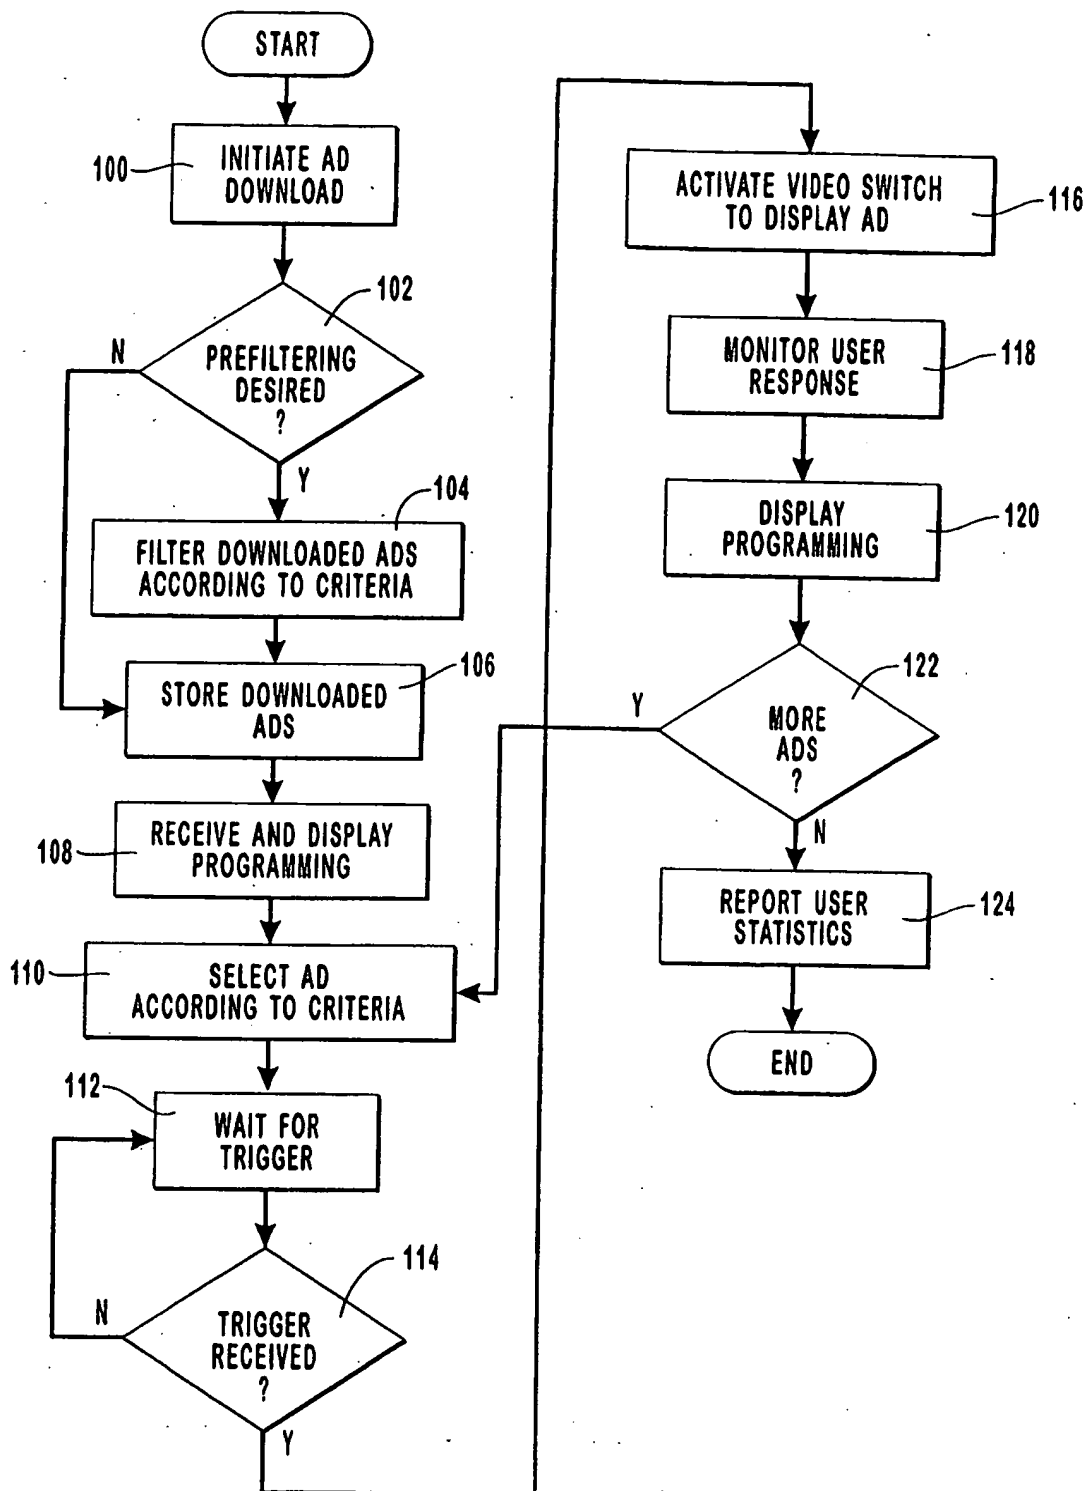 START
100
INITIATE AD
DOWNLOAD
102
N
PREFILTERING
DESIRED
?
Y
104
FILTER DOWNLOADED ADS
ACCORDING TO CRITERIA
106
STORE DOWNLOADED
ADS
108
RECEIVE AND DISPLAY
PROGRAMMING
110
SELECT AD
ACCORDING TO CRITERIA
112
WAIT FOR
TRIGGER
114
N
TRIGGER
RECEIVED
?
Y
ACTIVATE VIDEO SWITCH
TO DISPLAY AD
116
MONITOR USER
RESPONSE
118
DISPLAY
PROGRAMMING
120
122
Y
MORE
ADS
?
N
REPORT USER
STATISTICS
124
END